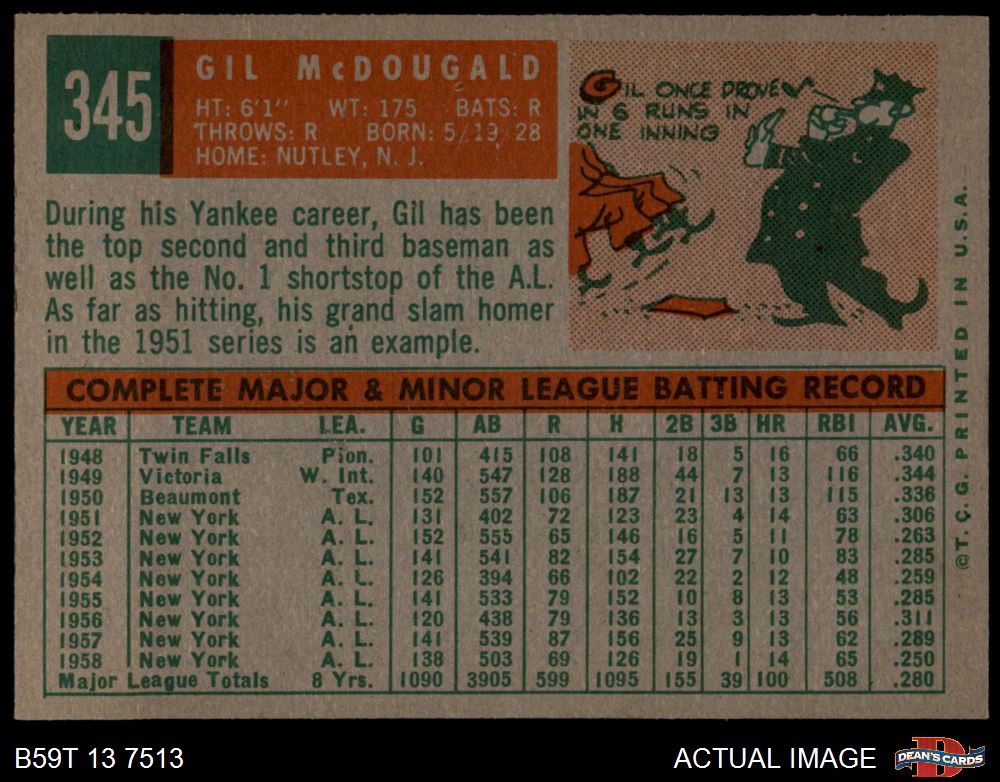 345
GIL McDOUGALD
HT: 6'1" WT: 175 BATS: R
THROWS: R BORN: 5/19/28
HOME: NUTLEY, N. J.
GIL ONCE DROVE
IN 6 RUNS IN
ONE INNING
During his Yankee career, Gil has been
the top second and third baseman as
well as the No. 1 shortstop of the A.L.
As far as hitting, his grand slam homer
in the 1951 series is an example.
COMPLETE MAJOR & MINOR LEAGUE BATTING RECORD
YEAR TEAM LEA. G AB R H 2B 3B HR RBI AVG.
1948 Twin Falls Pion. 101 415 108 141 18 5 16 66 .340
1949 Victoria W. Int. 140 547 128 188 44 7 13 116 .344
1950 Beaumont Tex. 152 557 106 187 21 13 13 115 .336
1951 New York A. L. 131 402 72 123 23 4 14 63 .306
1952 New York A. L. 152 555 65 146 16 5 11 78 .263
1953 New York A. L. 141 541 82 154 27 7 10 83 .285
1954 New York A. L. 126 394 66 102 22 2 12 48 .259
1955 New York A. L. 141 533 79 152 10 8 13 53 .285
1956 New York A. L. 120 438 79 136 13 3 13 56 .311
1957 New York A. L. 141 539 87 156 25 9 13 62 .289
1958 New York A. L. 138 503 69 126 19 1 14 65 .250
Major League Totals 8 Yrs. 1090 3905 599 1095 155 39 100 508 .280
©T. C. G. PRINTED IN U.S.A.
B59T 13 7513
ACTUAL IMAGE
D
DEAN'S CARDS